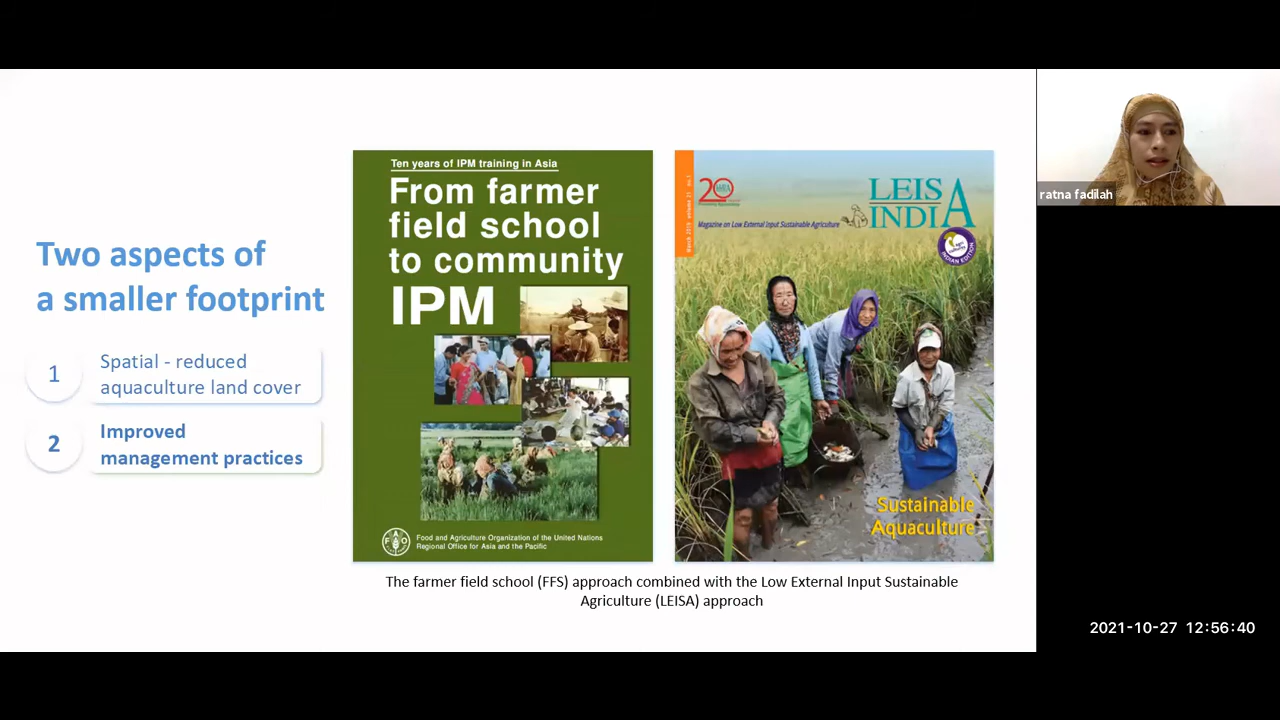 Two aspects of
a smaller footprint
1
Spatial - reduced
aquaculture land cover
2
Improved
management practices
Ten years of IPM training in Asia
From farmer
field school
to community
IPM
FAO
Food and Agriculture Organization of the United Nations
Regional Office for Asia and the Pacific
20
LEISA
INDIA
Magazine on Low External Input Sustainable Agriculture
INDIAN EDITION
Sustainable
Aquaculture
The farmer field school (FFS) approach combined with the Low External Input Sustainable
Agriculture (LEISA) approach
ratna fadilah
2021-10-27 12:56:40